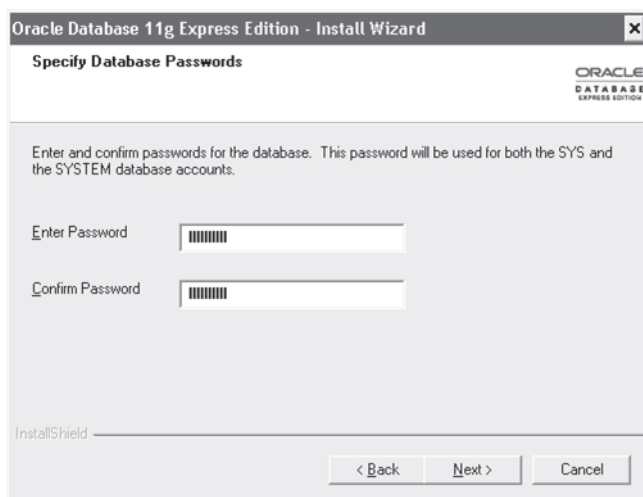 Oracle Database 11g Express Edition - Install Wizard
Specify Database Passwords
ORACLE
DATABASE
EXPRESS EDITION
Enter and confirm passwords for the database. This password will be used for both the SYS and
the SYSTEM database accounts.
Enter Password
Confirm Password
InstallShield
< Back Next > Cancel